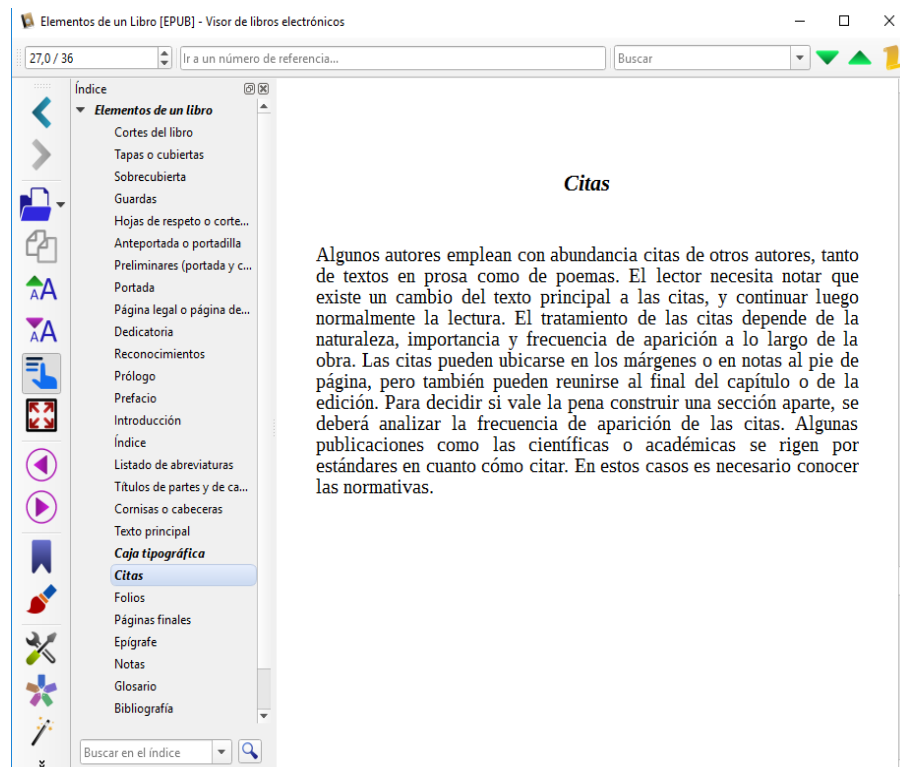 Elementos de un Libro [EPUB] - Visor de libros electrónicos
27,0 / 36
Ir a un número de referencia...
Buscar
Índice
Elementos de un libro
Cortes del libro
Tapas o cubiertas
Sobrecubierta
Guardas
Hojas de respeto o corte...
Anteportada o portadilla
Preliminares (portada y c...
Portada
Página legal o página de...
Dedicatoria
Reconocimientos
Prólogo
Prefacio
Introducción
Índice
Listado de abreviaturas
Títulos de partes y de ca...
Cornisas o cabeceras
Texto principal
Caja tipográfica
Citas
Folios
Páginas finales
Epígrafe
Notas
Glosario
Bibliografía
Buscar en el índice
AA
AA
Citas
Algunos autores emplean con abundancia citas de otros autores, tanto
de textos en prosa como de poemas. El lector necesita notar que
existe un cambio del texto principal a las citas, y continuar luego
normalmente la lectura. El tratamiento de las citas depende de la
naturaleza, importancia y frecuencia de aparición a lo largo de la
obra. Las citas pueden ubicarse en los márgenes o en notas al pie de
página, pero también pueden reunirse al final del capítulo o de la
edición. Para decidir si vale la pena construir una sección aparte, se
deberá analizar la frecuencia de aparición de las citas. Algunas
publicaciones como las científicas o académicas se rigen por
estándares en cuanto cómo citar. En estos casos es necesario conocer
las normativas.